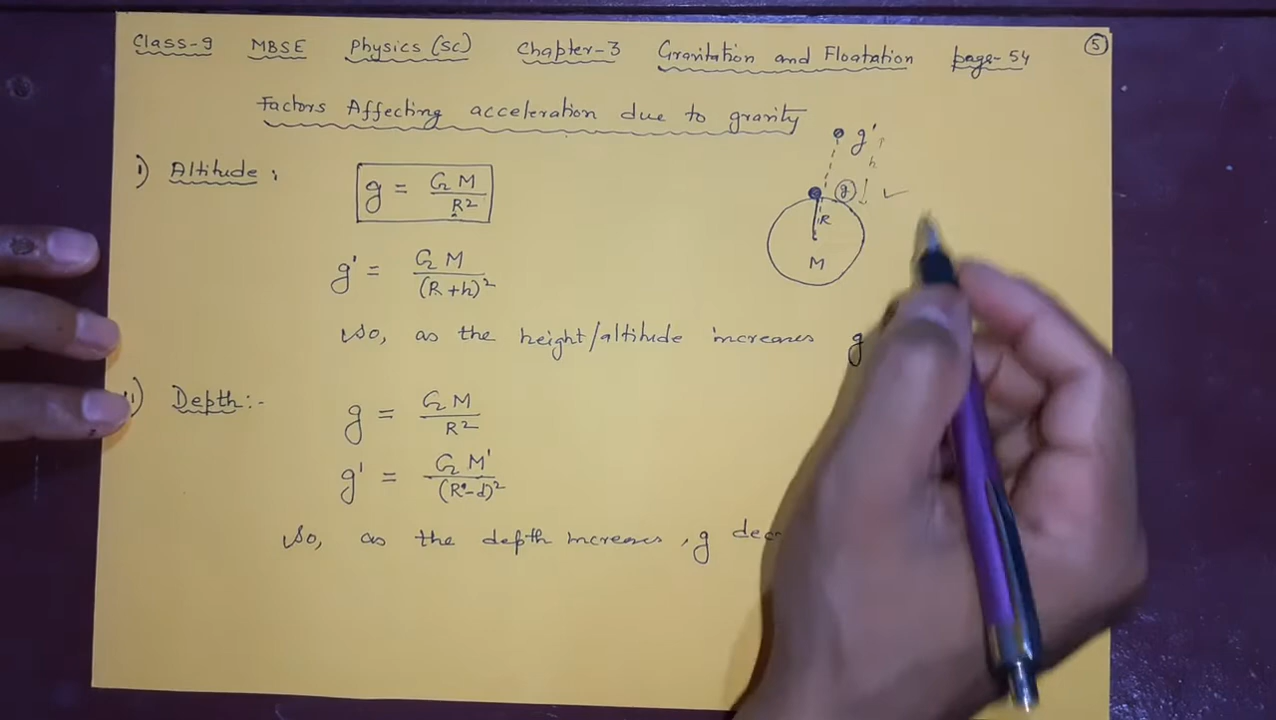 Class-9 MBSE Physics (SC) Chapter-3 Gravitation and Floatation page-54 5
Factors Affecting acceleration due to gravity
i) Altitude:
g = GM / R²
g' = GM / (R+h)²
So, as the height/altitude increases g
g'
h
g
R
M
ii) Depth:-
g = GM / R²
g' = GM' / (R-d)²
So, as the depth increases, g dec